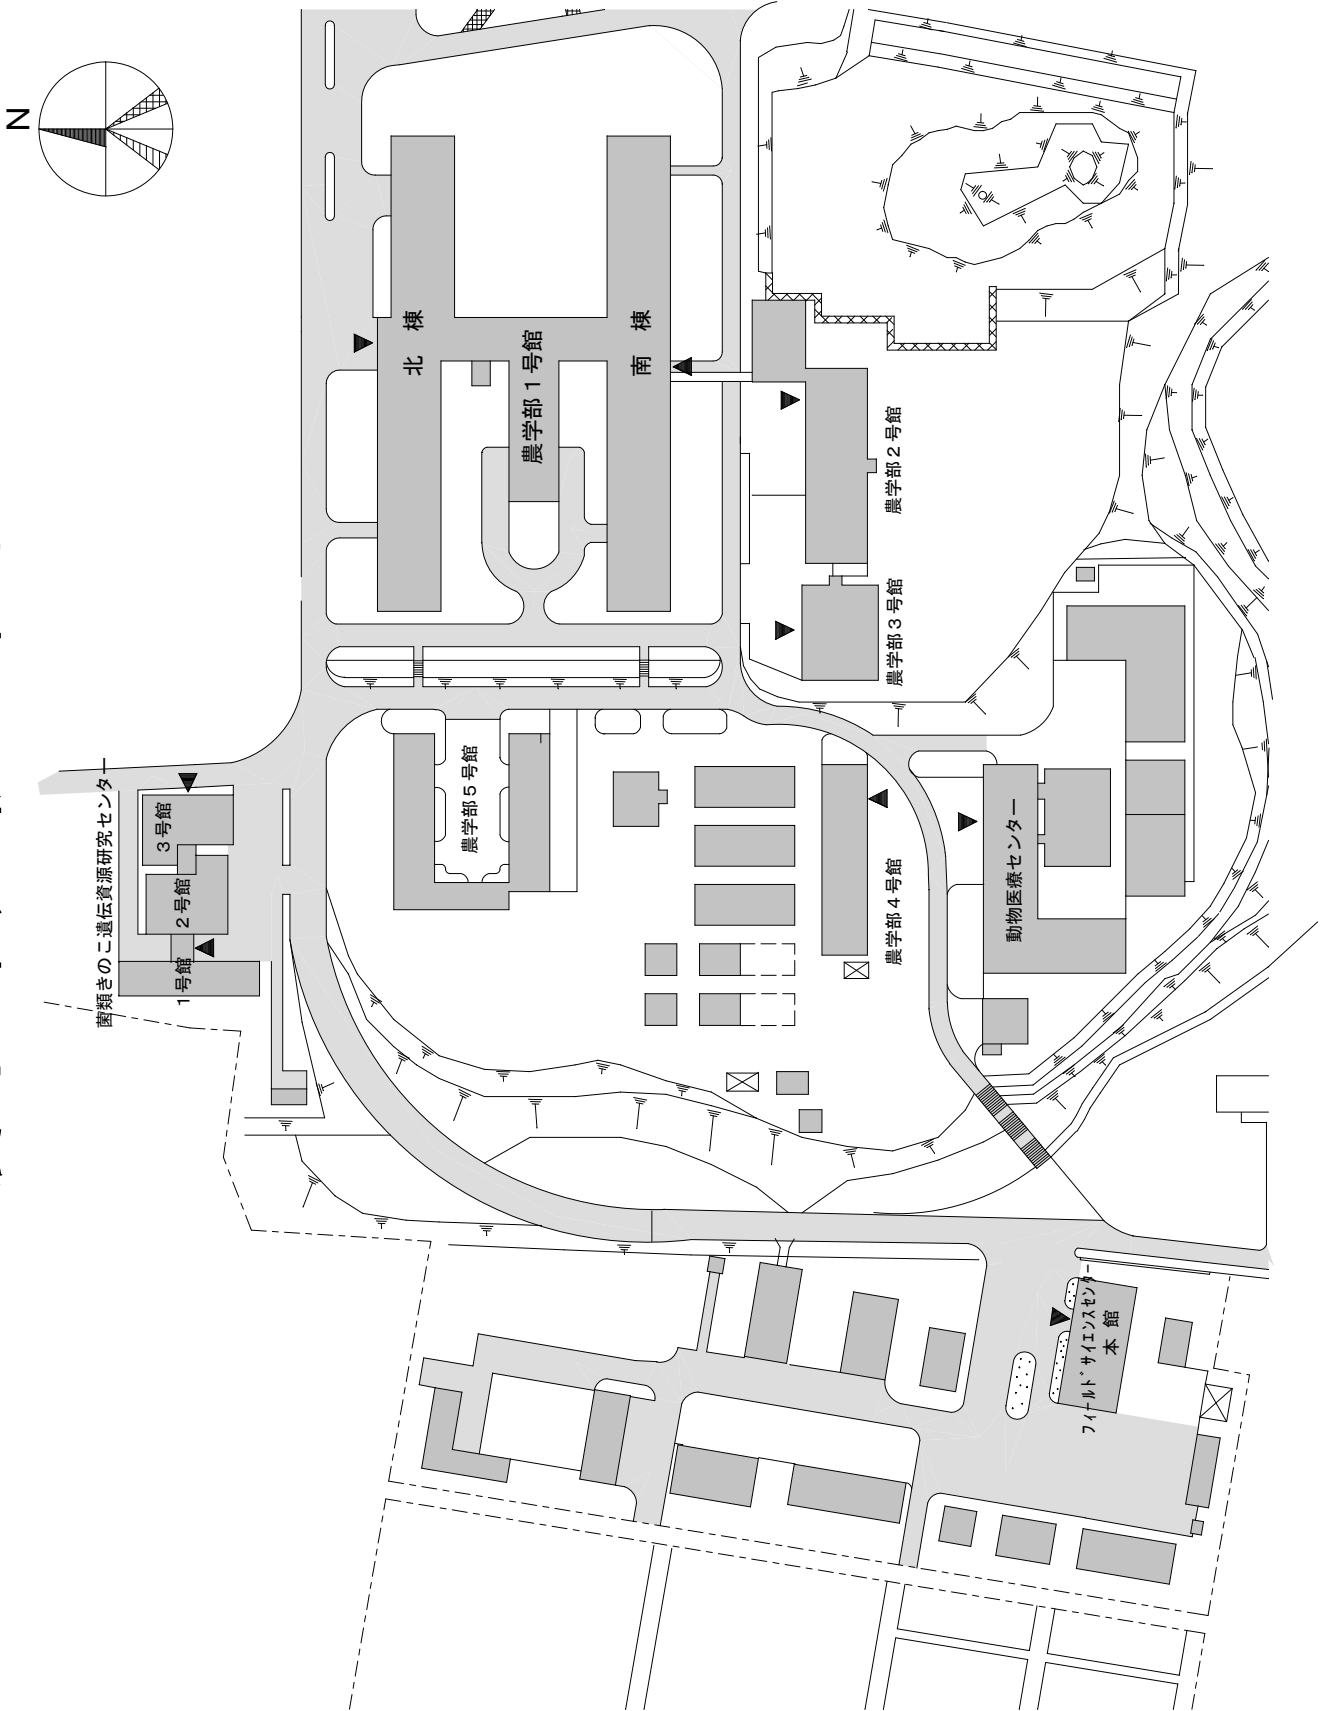 N
北棟
農学部１号館
南棟
農学部２号館
農学部３号館
農学部４号館
農学部５号館
菌類きのこ遺伝資源研究センター
３号館
２号館
１号館
動物医療センター
フィールドサイエンスセンター
本館